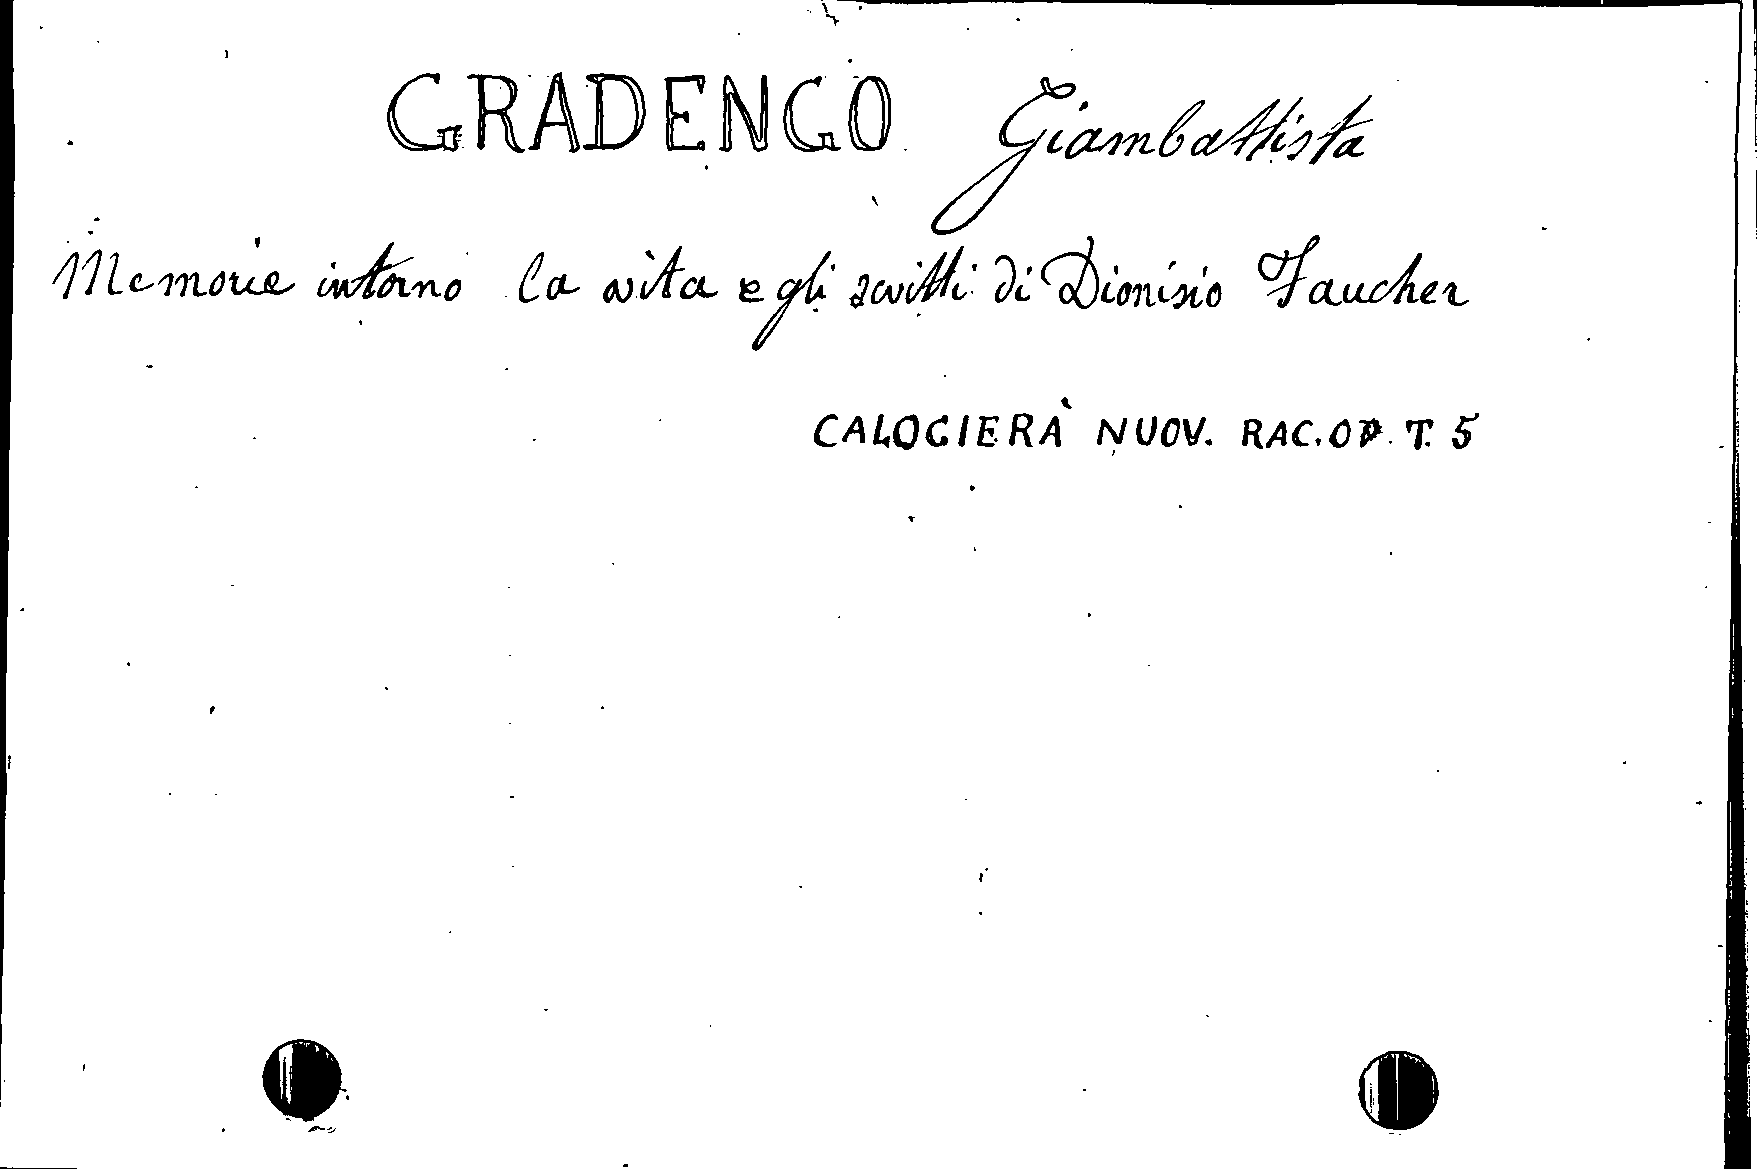 GRADENGO Giambattista
Memorie intorno la vita e gli scritti di Dionisio Faucher
CALOGIERÀ NUOV. RAC. OP. T. 5